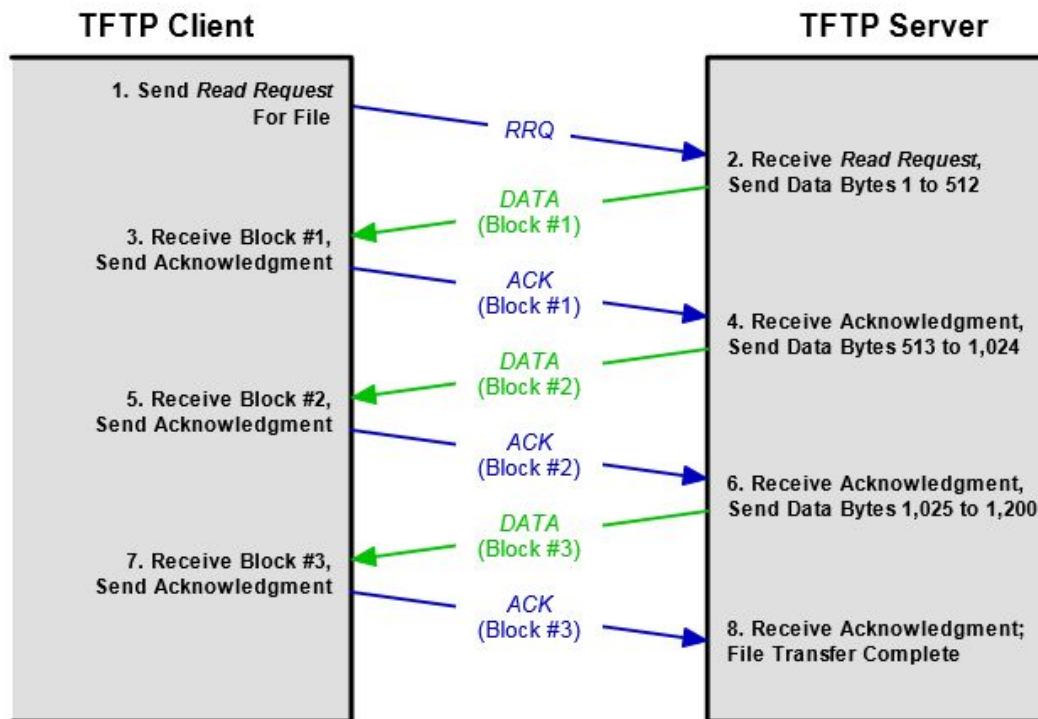 TFTP Client
TFTP Server
1. Send Read Request
For File
RRQ
2. Receive Read Request,
Send Data Bytes 1 to 512
DATA
(Block #1)
3. Receive Block #1,
Send Acknowledgment
ACK
(Block #1)
4. Receive Acknowledgment,
Send Data Bytes 513 to 1,024
DATA
(Block #2)
5. Receive Block #2,
Send Acknowledgment
ACK
(Block #2)
6. Receive Acknowledgment,
Send Data Bytes 1,025 to 1,200
DATA
(Block #3)
7. Receive Block #3,
Send Acknowledgment
ACK
(Block #3)
8. Receive Acknowledgment;
File Transfer Complete